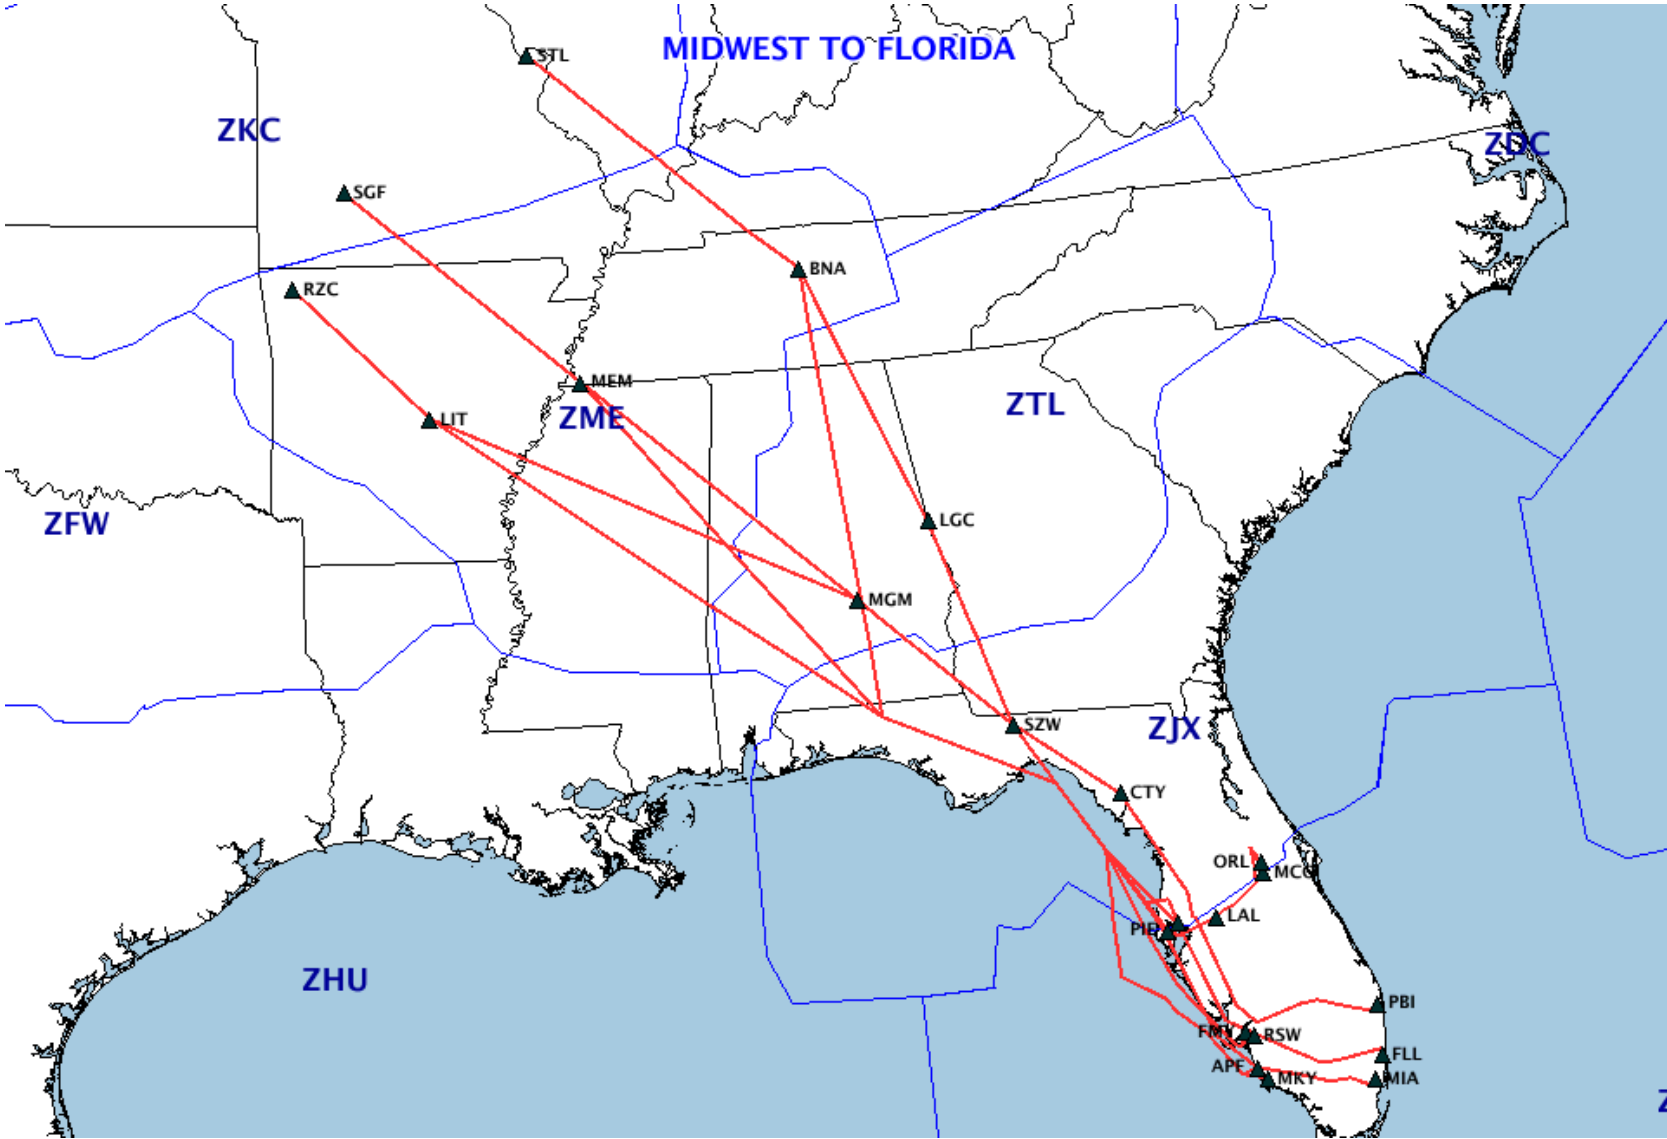 STL
MIDWEST TO FLORIDA
ZKC
ZDC
SGF
BNA
RZC
MEM
ZTL
ZME
LIT
ZFW
LGC
MGM
SZW
ZJX
CTY
ORL
MCO
LAL
PIE
ZHU
PBI
FMY
RSW
FLL
APF
MKY
MIA